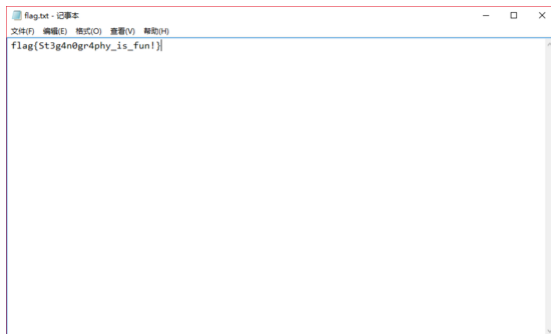 flag.txt - 记事本
文件(F) 编辑(E) 格式(O) 查看(V) 帮助(H)
flag{St3g4n0gr4phy_is_fun!}